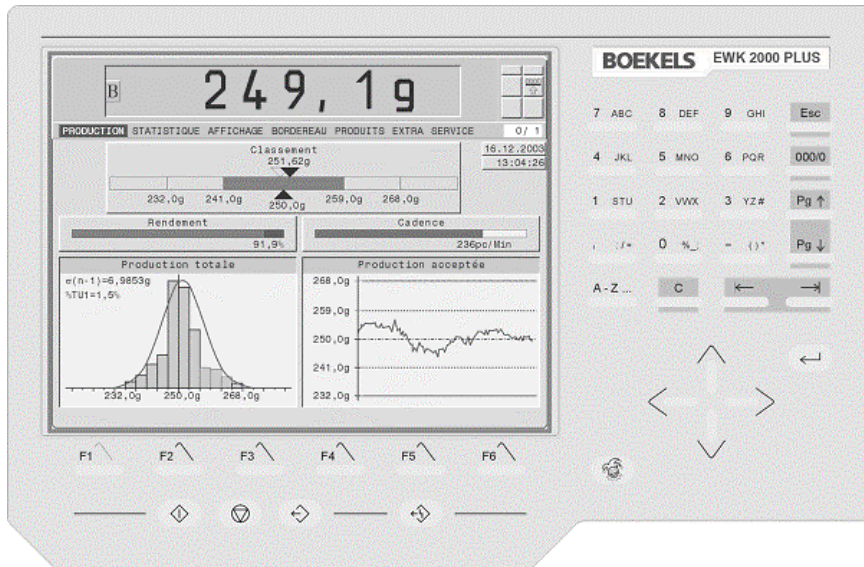 BOEKELS EWK 2000 PLUS
B 249,1g
PRODUCTION STATISTIQUE AFFICHAGE BORDEREAU PRODUITS EXTRA SERVICE 0/ 1
Classement
251,62g
16.12.2003
13:04:26
232,0g 241,0g 250,0g 259,0g 268,0g
Rendement
91,9%
Cadence
236pc/Min
Production totale
σ(n-1)=6,9853g
%TU1=1,5%
232,0g 250,0g 268,0g
Production acceptée
268,0g
259,0g
250,0g
241,0g
232,0g
7 ABC 8 DEF 9 GHI Esc
4 JKL 5 MNO 6 PQR 000/0
1 STU 2 VWX 3 YZ# Pg ↑
, :/= 0 %_; - ()* Pg ↓
A-Z ... C
F1 F2 F3 F4 F5 F6